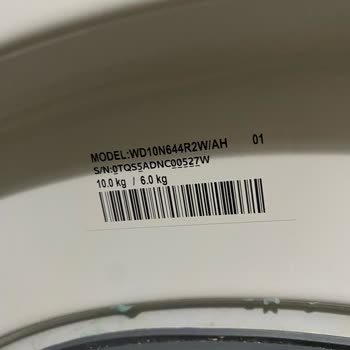 MODEL:WD10N644R2W/AH 01
S/N:0TQS5ADNC00527W
10.0 kg / 6.0 kg